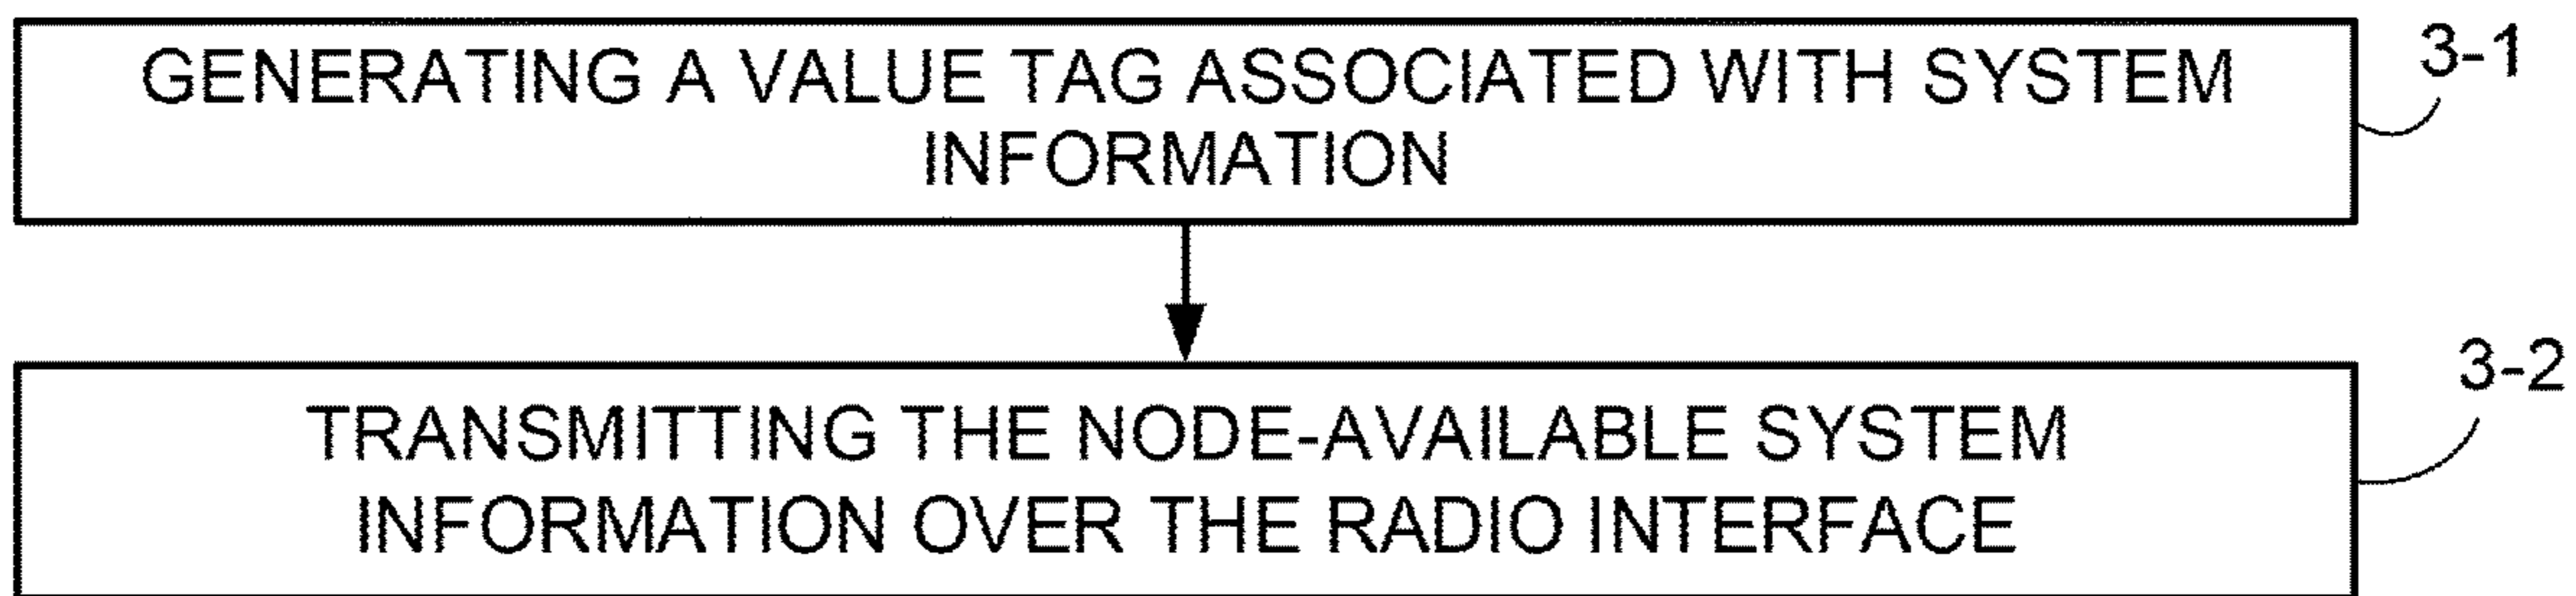 GENERATING A VALUE TAG ASSOCIATED WITH SYSTEM
INFORMATION
3-1
TRANSMITTING THE NODE-AVAILABLE SYSTEM
INFORMATION OVER THE RADIO INTERFACE
3-2